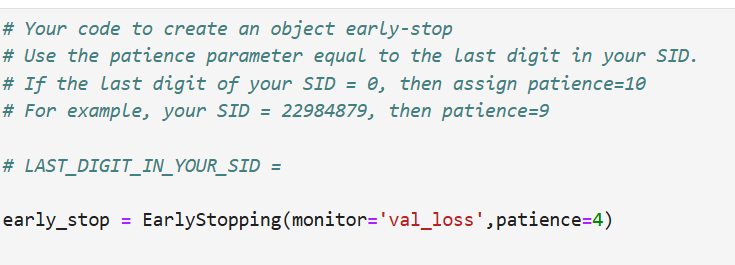 # Your code to create an object early-stop
# Use the patience parameter equal to the last digit in your SID.
# If the last digit of your SID = 0, then assign patience=10
# For example, your SID = 22984879, then patience=9
# LAST_DIGIT_IN_YOUR_SID =
early_stop = EarlyStopping(monitor='val_loss',patience=4)